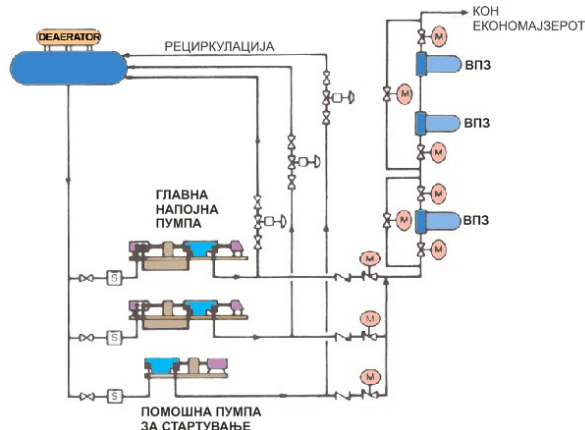 КОН
ЕКОНОМАЈЗЕРОТ
DEAERATOR
РЕЦИРКУЛАЦИЈА
M
ВПЗ
M
ВПЗ
M
M
ГЛАВНА
НАПОЈНА
ПУМПА
M
ВПЗ
M
M
S
M
S
M
S
ПОМОШНА ПУМПА
ЗА СТАРТУВАЊЕ